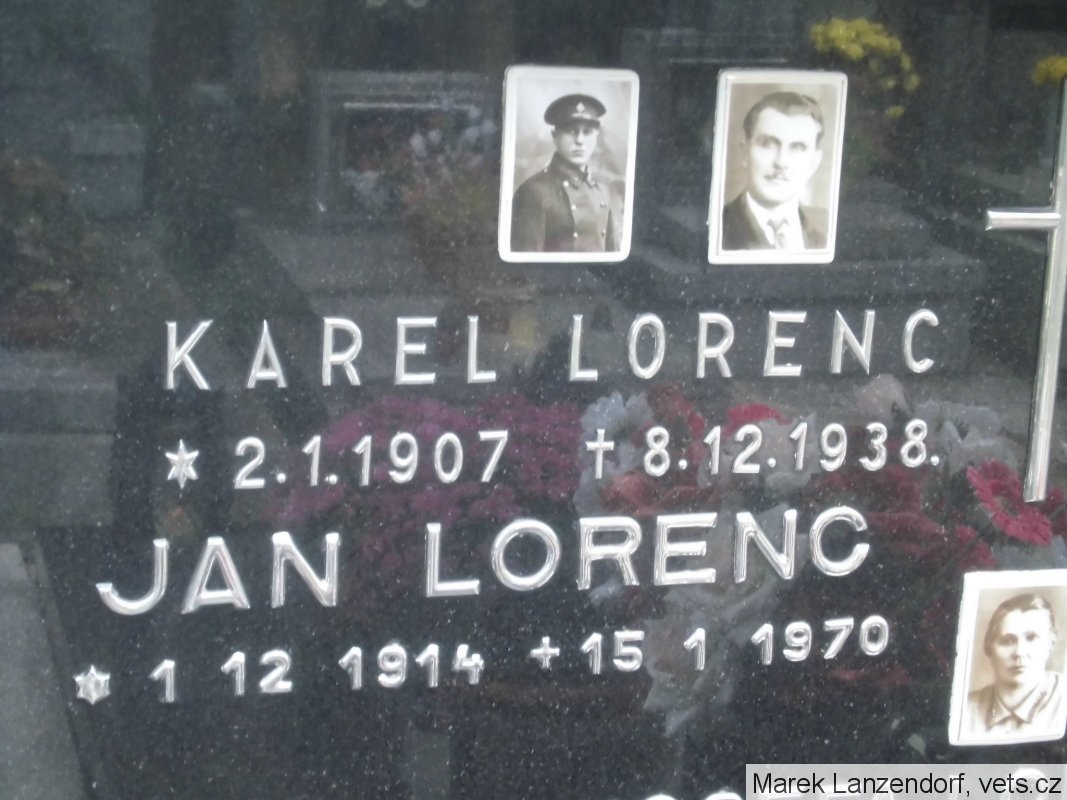 KAREL LORENC
* 2.1.1907 ✝ 8.12.1938.
JAN LORENC
* 1 12 1914 + 15 1 1970
Marek Lanzendorf, vets.cz